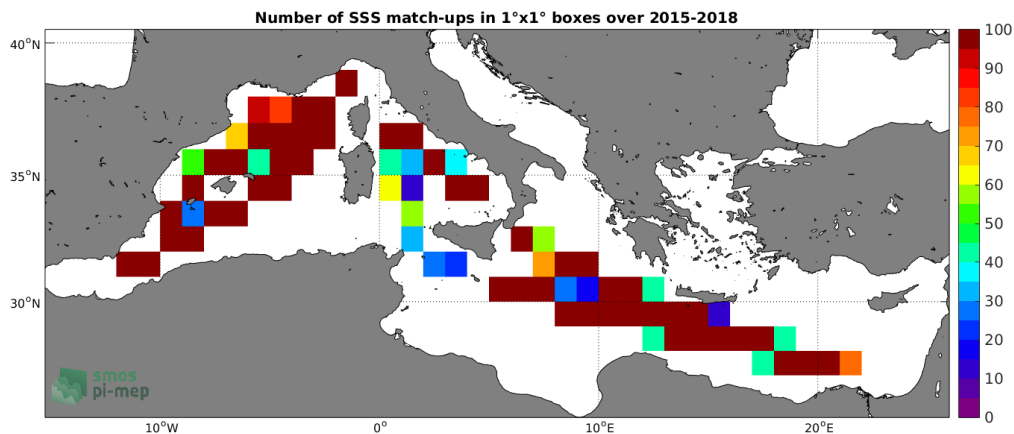 Number of SSS match-ups in 1°x1° boxes over 2015-2018
40°N
35°N
30°N
10°W
0°
10°E
20°E
100
90
80
70
60
50
40
30
20
10
0
smos
pi-mep